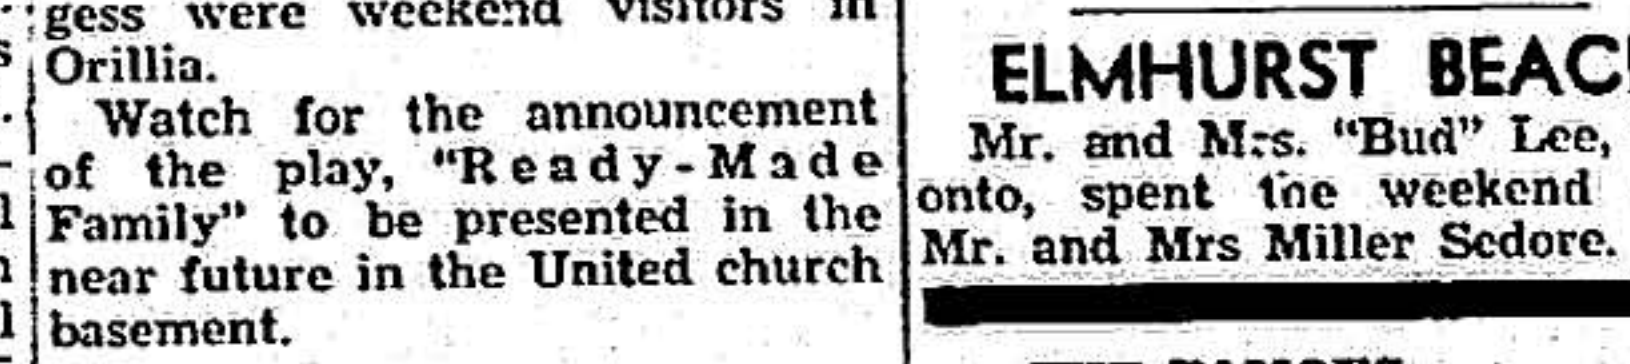 gess were weekend visitors in
Orillia.
Watch for the announcement
of the play, "Ready-Made
Family" to be presented in the
near future in the United church
basement.
ELMHURST BEAC
Mr. and Mrs. "Bud" Lee,
onto, spent the weekend
Mr. and Mrs Miller Sedore.